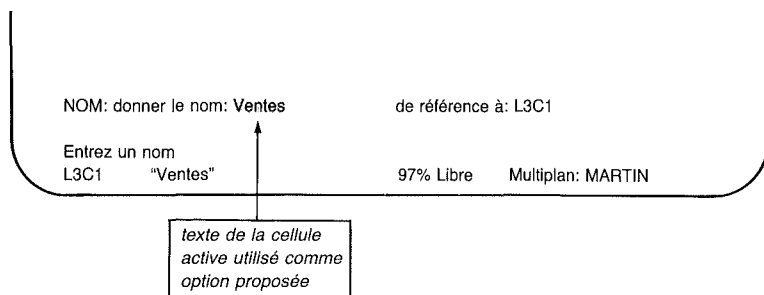 NOM: donner le nom: Ventes de référence à: L3C1
Entrez un nom
L3C1 "Ventes" 97% Libre Multiplan: MARTIN
texte de la cellule
active utilisé comme
option proposée